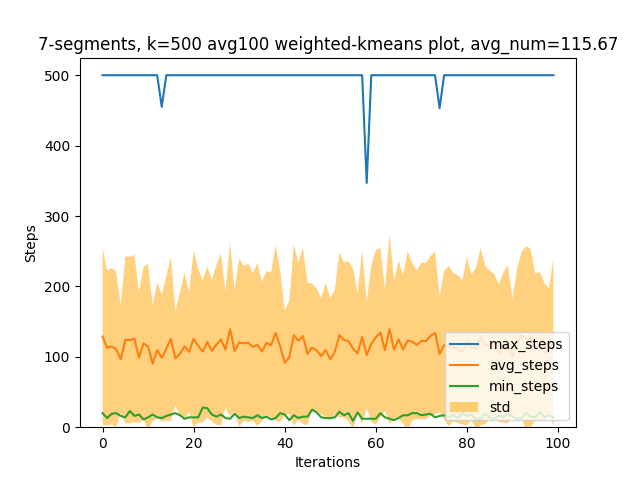 7-segments, k=500 avg100 weighted-kmeans plot, avg_num=115.67
500
400
300
200
100
0
Steps
0
20
40
60
80
100
Iterations
max_steps
avg_steps
min_steps
std